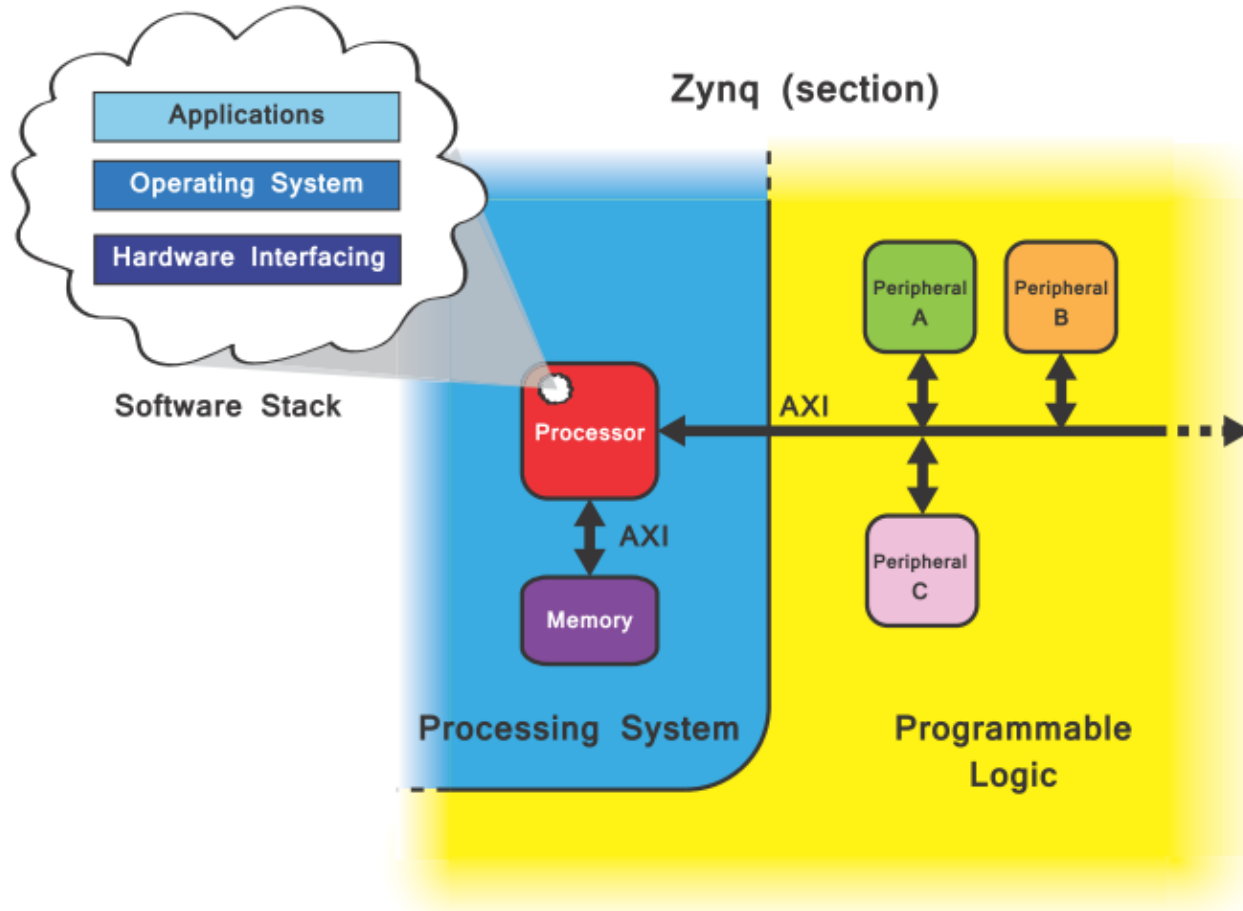 Zynq (section)
Applications
Operating System
Hardware Interfacing
Software Stack
Peripheral
A
Peripheral
B
AXI
Processor
AXI
Peripheral
C
Memory
Processing System
Programmable
Logic